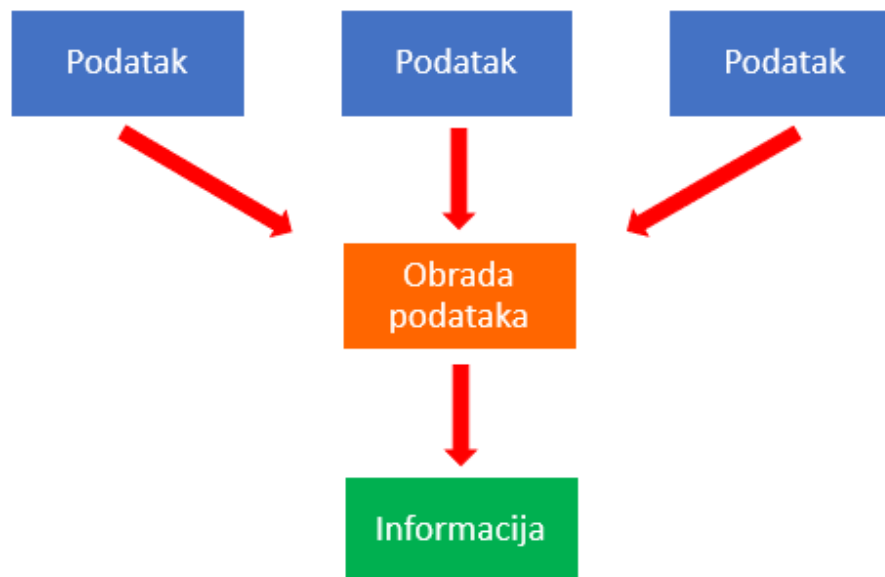 Podatak
Podatak
Podatak
Obrada
podataka
Informacija